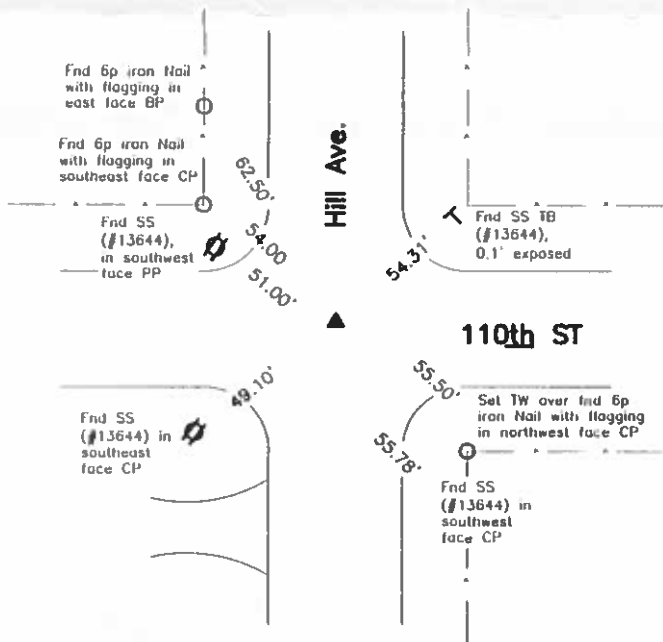 Fnd 6p iron Nail
with flagging in
east face BP
Fnd 6p iron Nail
with flagging in
southeast face CP
62.50'
Hill Ave.
Fnd SS
(#13644),
in southwest
face PP
54.00
51.00'
54.31'
Fnd SS TB
(#13644),
0.1' exposed
110th ST
49.10'
55.50'
Set TW over fnd 6p
iron Nail with flagging
in northwest face CP
Fnd SS
(#13644) in
southeast
face CP
55.78'
Fnd SS
(#13644) in
southwest
face CP